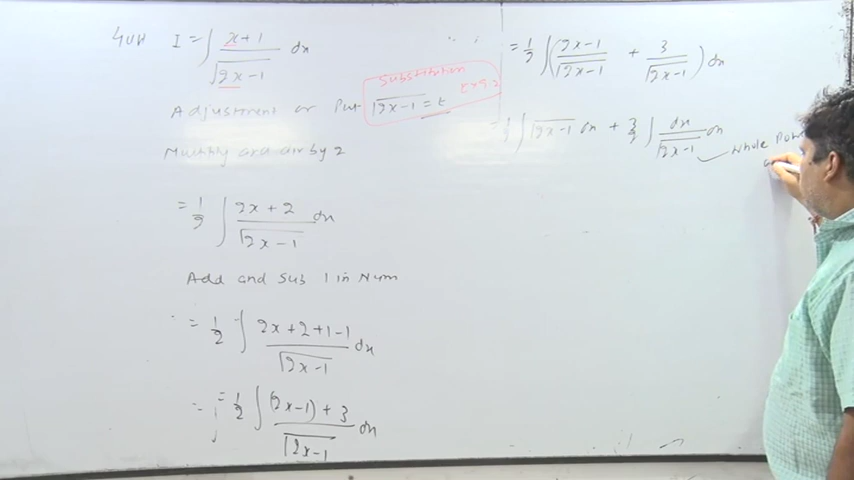 I = ∫ x+1 / √2x-1 dx
Adjustment or Put √2x-1 = t
Substitution
Ex 9.2
Multiply and div by 2
= 1/2 ∫ 2x+2 / √2x-1 dx
Add and Sub 1 in Num
= 1/2 ∫ 2x+2+1-1 / √2x-1 dx
= 1/2 ∫ (2x-1)+3 / √2x-1 dx
= 1/2 ∫ (2x-1 / √2x-1 + 3 / √2x-1) dx
= 1/2 ∫ √2x-1 dx + 3/2 ∫ dx / √2x-1 dx
Whole